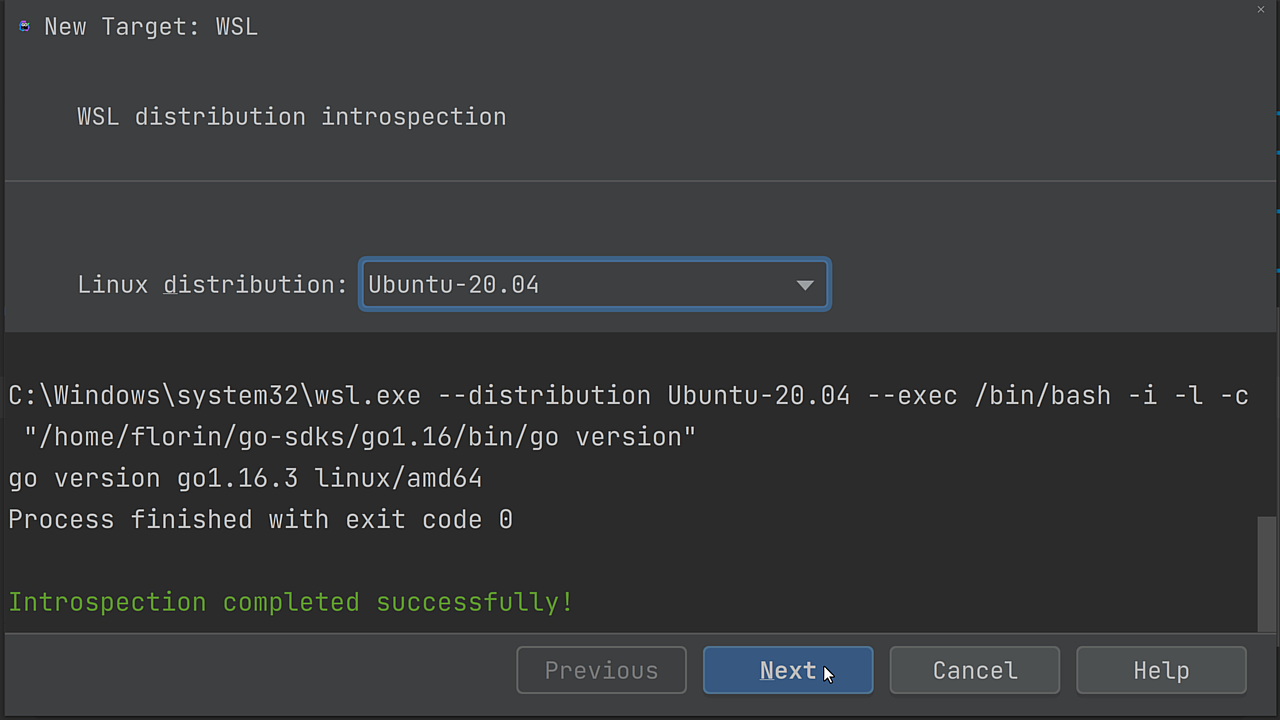 New Target: WSL
WSL distribution introspection
Linux distribution: Ubuntu-20.04
C:\Windows\system32\wsl.exe --distribution Ubuntu-20.04 --exec /bin/bash -i -l -c
"/home/florin/go-sdks/go1.16/bin/go version"
go version go1.16.3 linux/amd64
Process finished with exit code 0
Introspection completed successfully!
Previous Next Cancel Help